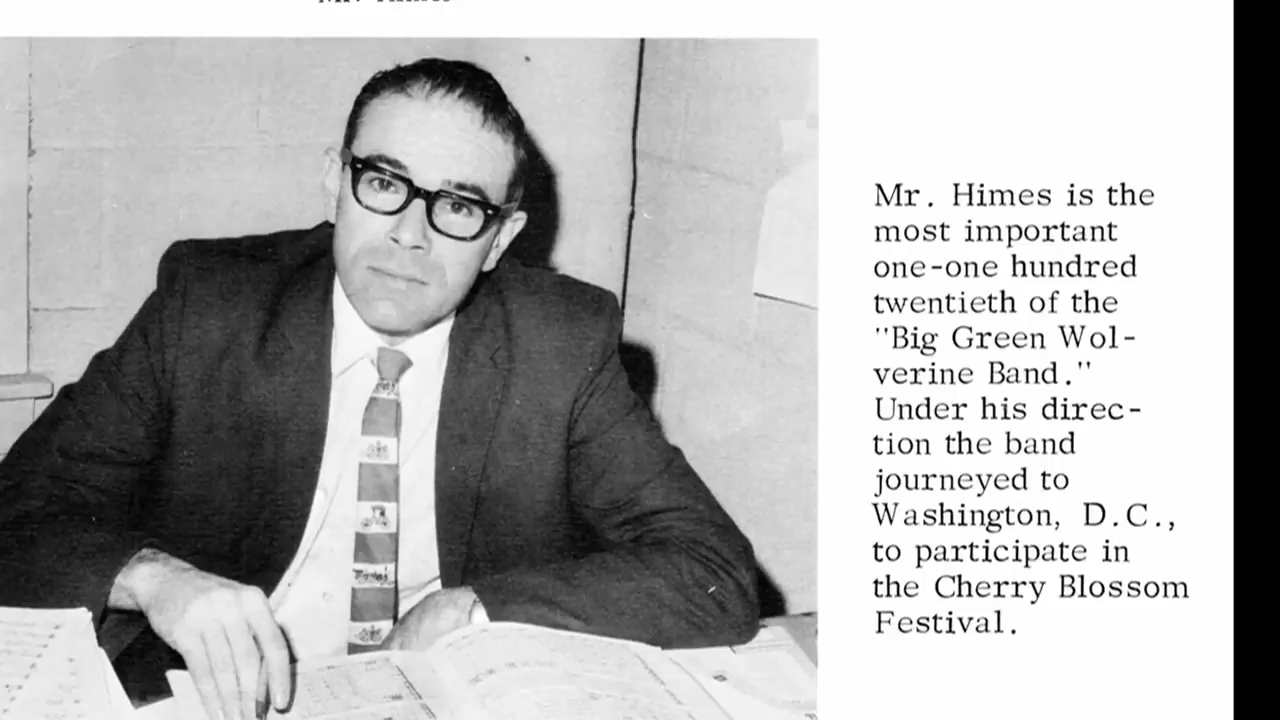 Mr. Himes is the
most important
one-one hundred
twentieth of the
"Big Green Wol-
verine Band."
Under his direc-
tion the band
journeyed to
Washington, D.C.,
to participate in
the Cherry Blossom
Festival.